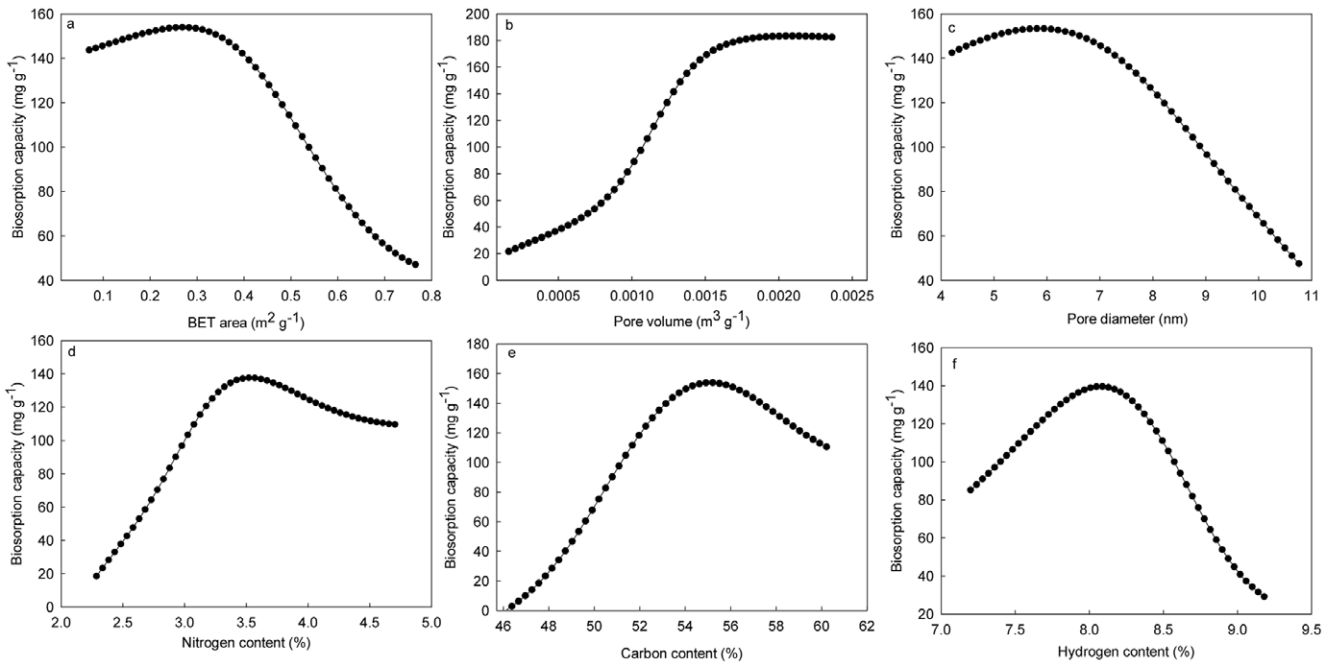 a
Biosorption capacity (mg g⁻¹)
160
140
120
100
80
60
40
0.1 0.2 0.3 0.4 0.5 0.6 0.7 0.8
BET area (m² g⁻¹)
b
Biosorption capacity (mg g⁻¹)
200
180
160
140
120
100
80
60
40
20
0
0.0005 0.0010 0.0015 0.0020 0.0025
Pore volume (m³ g⁻¹)
c
Biosorption capacity (mg g⁻¹)
160
140
120
100
80
60
40
4 5 6 7 8 9 10 11
Pore diameter (nm)
d
Biosorption capacity (mg g⁻¹)
160
140
120
100
80
60
40
20
0
2.0 2.5 3.0 3.5 4.0 4.5 5.0
Nitrogen content (%)
e
Biosorption capacity (mg g⁻¹)
180
160
140
120
100
80
60
40
20
0
46 48 50 52 54 56 58 60 62
Carbon content (%)
f
Biosorption capacity (mg g⁻¹)
160
140
120
100
80
60
40
20
7.0 7.5 8.0 8.5 9.0 9.5
Hydrogen content (%)